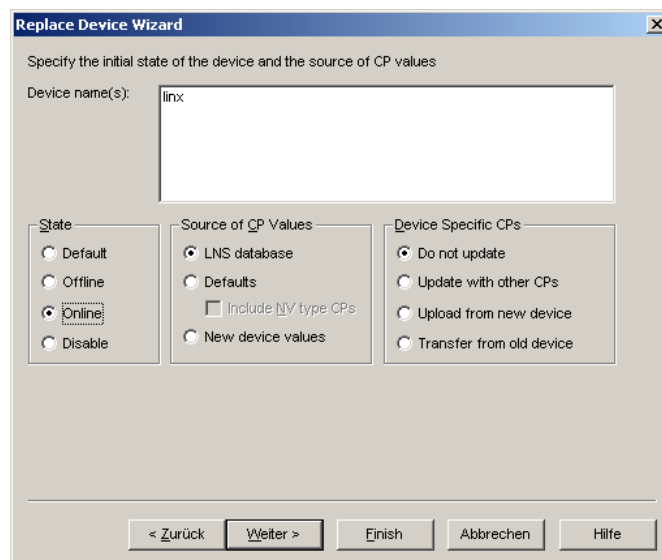 Replace Device Wizard
Specify the initial state of the device and the source of CP values
Device name(s):
linx
State
Default
Offline
Online
Disable
Source of CP Values
LNS database
Defaults
Include NV type CPs
New device values
Device Specific CPs
Do not update
Update with other CPs
Upload from new device
Transfer from old device
< Zurück
Weiter >
Finish
Abbrechen
Hilfe